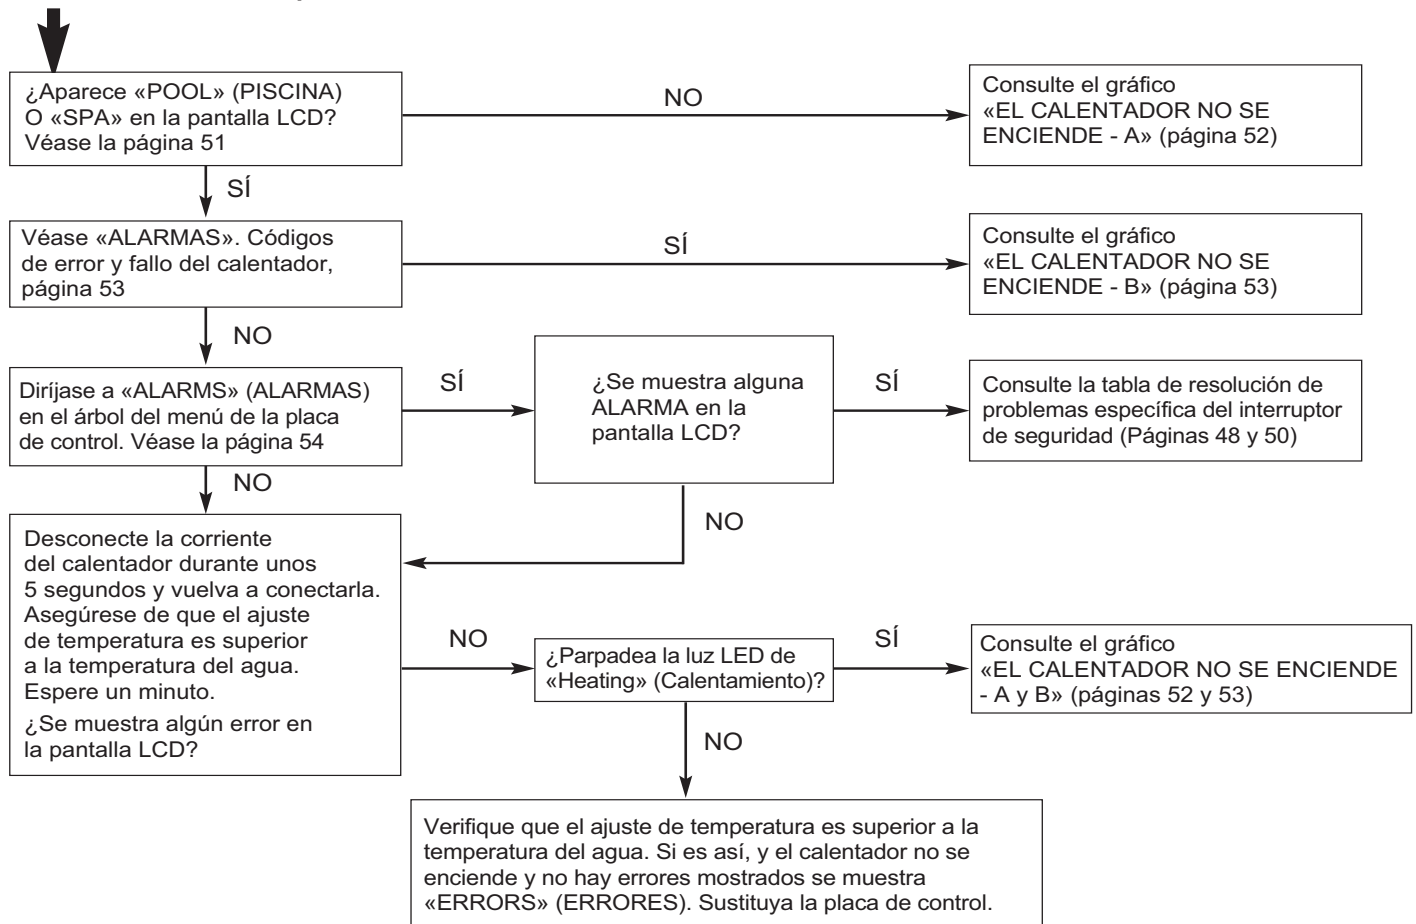 ¿Aparece «POOL» (PISCINA)
O «SPA» en la pantalla LCD?
Véase la página 51
NO
Consulte el gráfico
«EL CALENTADOR NO SE
ENCIENDE - A» (página 52)
SÍ
Véase «ALARMAS». Códigos
de error y fallo del calentador,
página 53
SÍ
Consulte el gráfico
«EL CALENTADOR NO SE
ENCIENDE - B» (página 53)
NO
Diríjase a «ALARMS» (ALARMAS)
en el árbol del menú de la placa
de control. Véase la página 54
SÍ
¿Se muestra alguna
ALARMA en la
pantalla LCD?
SÍ
Consulte la tabla de resolución de
problemas específica del interruptor
de seguridad (Páginas 48 y 50)
NO
NO
Desconecte la corriente
del calentador durante unos
5 segundos y vuelva a conectarla.
Asegúrese de que el ajuste
de temperatura es superior
a la temperatura del agua.
Espere un minuto.
¿Se muestra algún error en
la pantalla LCD?
NO
¿Parpadea la luz LED de
«Heating» (Calentamiento)?
SÍ
Consulte el gráfico
«EL CALENTADOR NO SE ENCIENDE
- A y B» (páginas 52 y 53)
NO
Verifique que el ajuste de temperatura es superior a la
temperatura del agua. Si es así, y el calentador no se
enciende y no hay errores mostrados se muestra
«ERRORS» (ERRORES). Sustituya la placa de control.